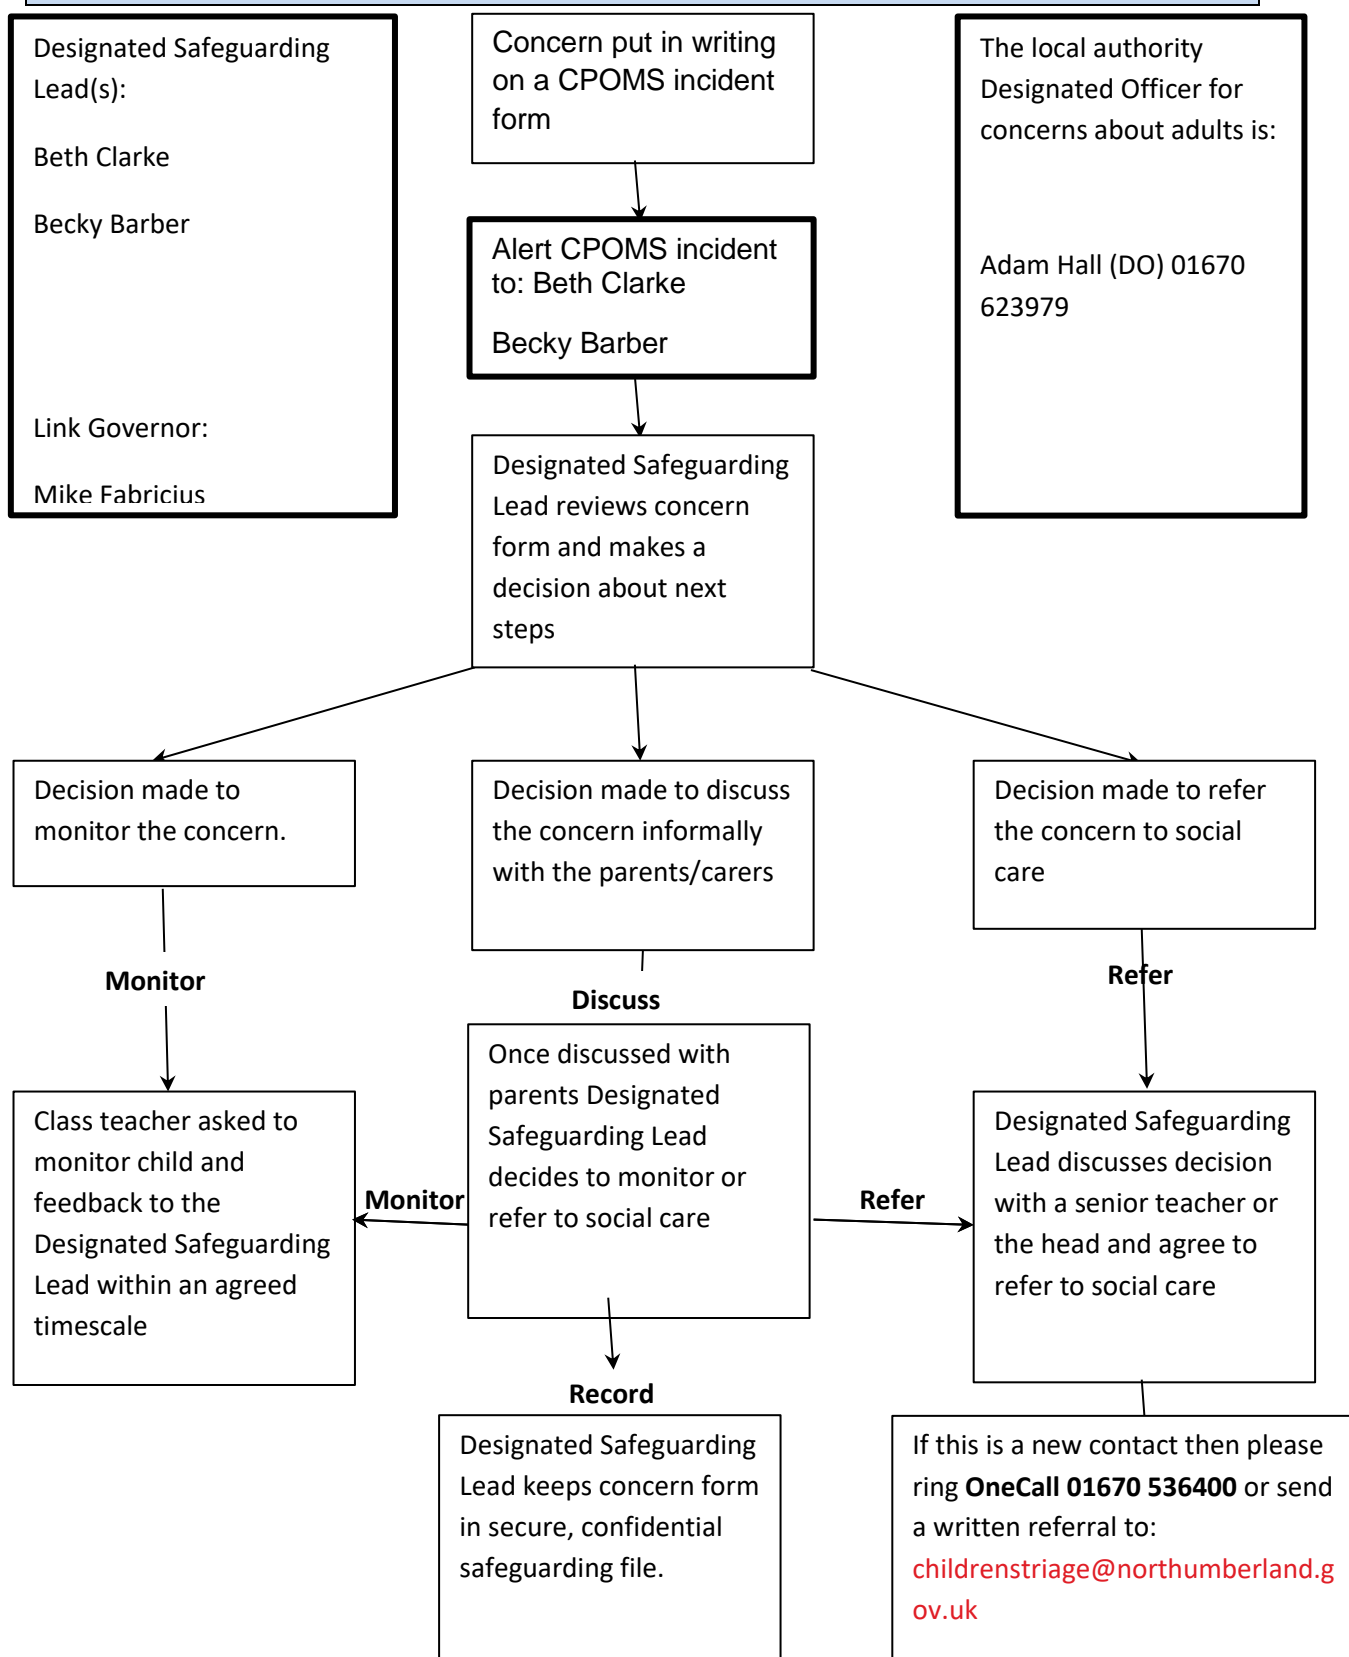 Designated Safeguarding
Lead(s):
Beth Clarke
Becky Barber
Link Governor:
Mike Fabricius
Concern put in writing
on a CPOMS incident
form
The local authority
Designated Officer for
concerns about adults is:
Adam Hall (DO) 01670
623979
Alert CPOMS incident
to: Beth Clarke
Becky Barber
Designated Safeguarding
Lead reviews concern
form and makes a
decision about next
steps
Decision made to
monitor the concern.
Decision made to discuss
the concern informally
with the parents/carers
Decision made to refer
the concern to social
care
Monitor
Discuss
Refer
Class teacher asked to
monitor child and
feedback to the
Designated Safeguarding
Lead within an agreed
timescale
Monitor
Once discussed with
parents Designated
Safeguarding Lead
decides to monitor or
refer to social care
Refer
Designated Safeguarding
Lead discusses decision
with a senior teacher or
the head and agree to
refer to social care
Record
Designated Safeguarding
Lead keeps concern form
in secure, confidential
safeguarding file.
If this is a new contact then please
ring OneCall 01670 536400 or send
a written referral to:
childrenstriage@northumberland.g
ov.uk